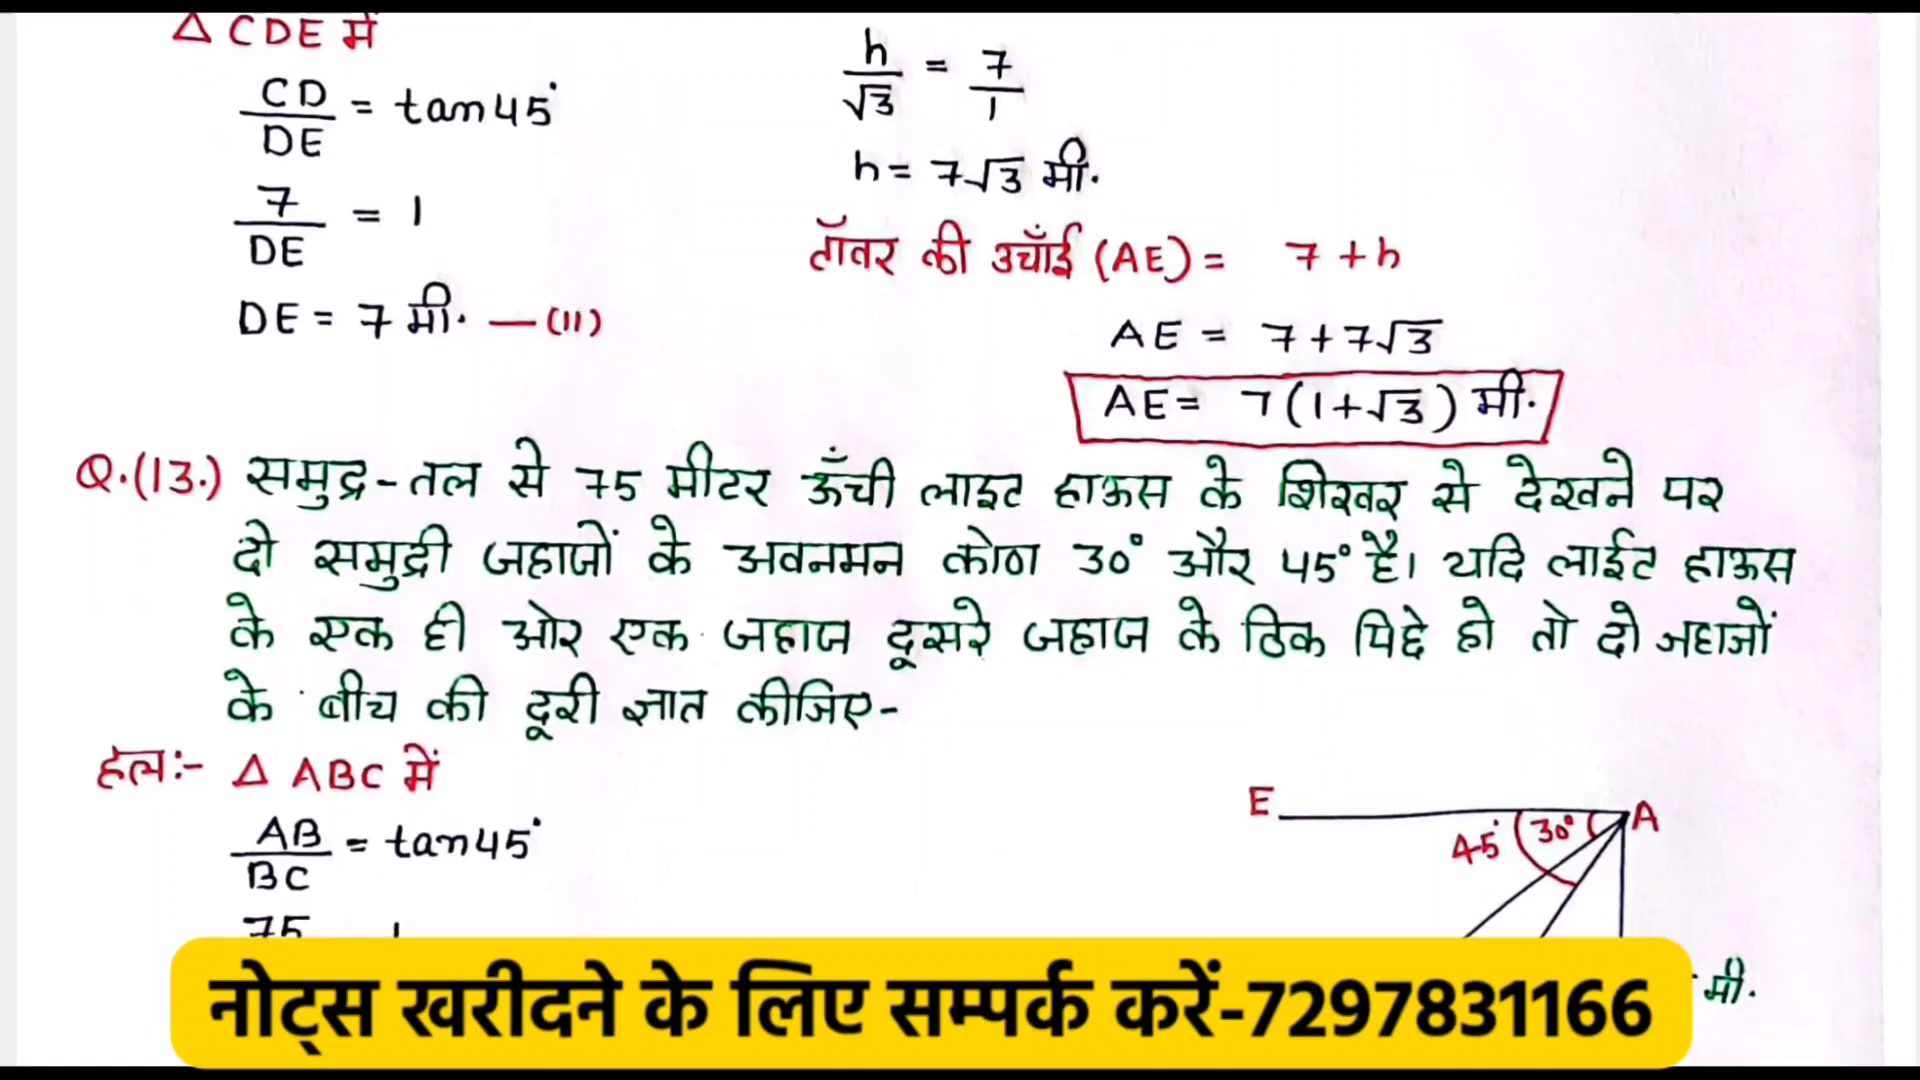 △ CDE में
CD/DE = tan45°
7/DE = 1
DE = 7 मी. —(II)
h/√3 = 7/1
h = 7√3 मी.
टॉवर की उचाँई (AE) = 7 + h
AE = 7 + 7√3
AE = 7(1+√3) मी.
Q.(13.) समुद्र-तल से 75 मीटर ऊँची लाइट हाऊस के शिखर से देखने पर
दो समुद्री जहाजों के अवनमन कोण 30° और 45° है। यदि लाईट हाऊस
के एक ही ओर एक जहाज दूसरे जहाज के ठिक पिद्दे हो तो दो जहाजों
के बीच की दूरी ज्ञात कीजिए-
हल:- △ ABC में
AB/BC = tan45°
75
E
A
45°
30°
मी.
नोट्स खरीदने के लिए सम्पर्क करें-7297831166